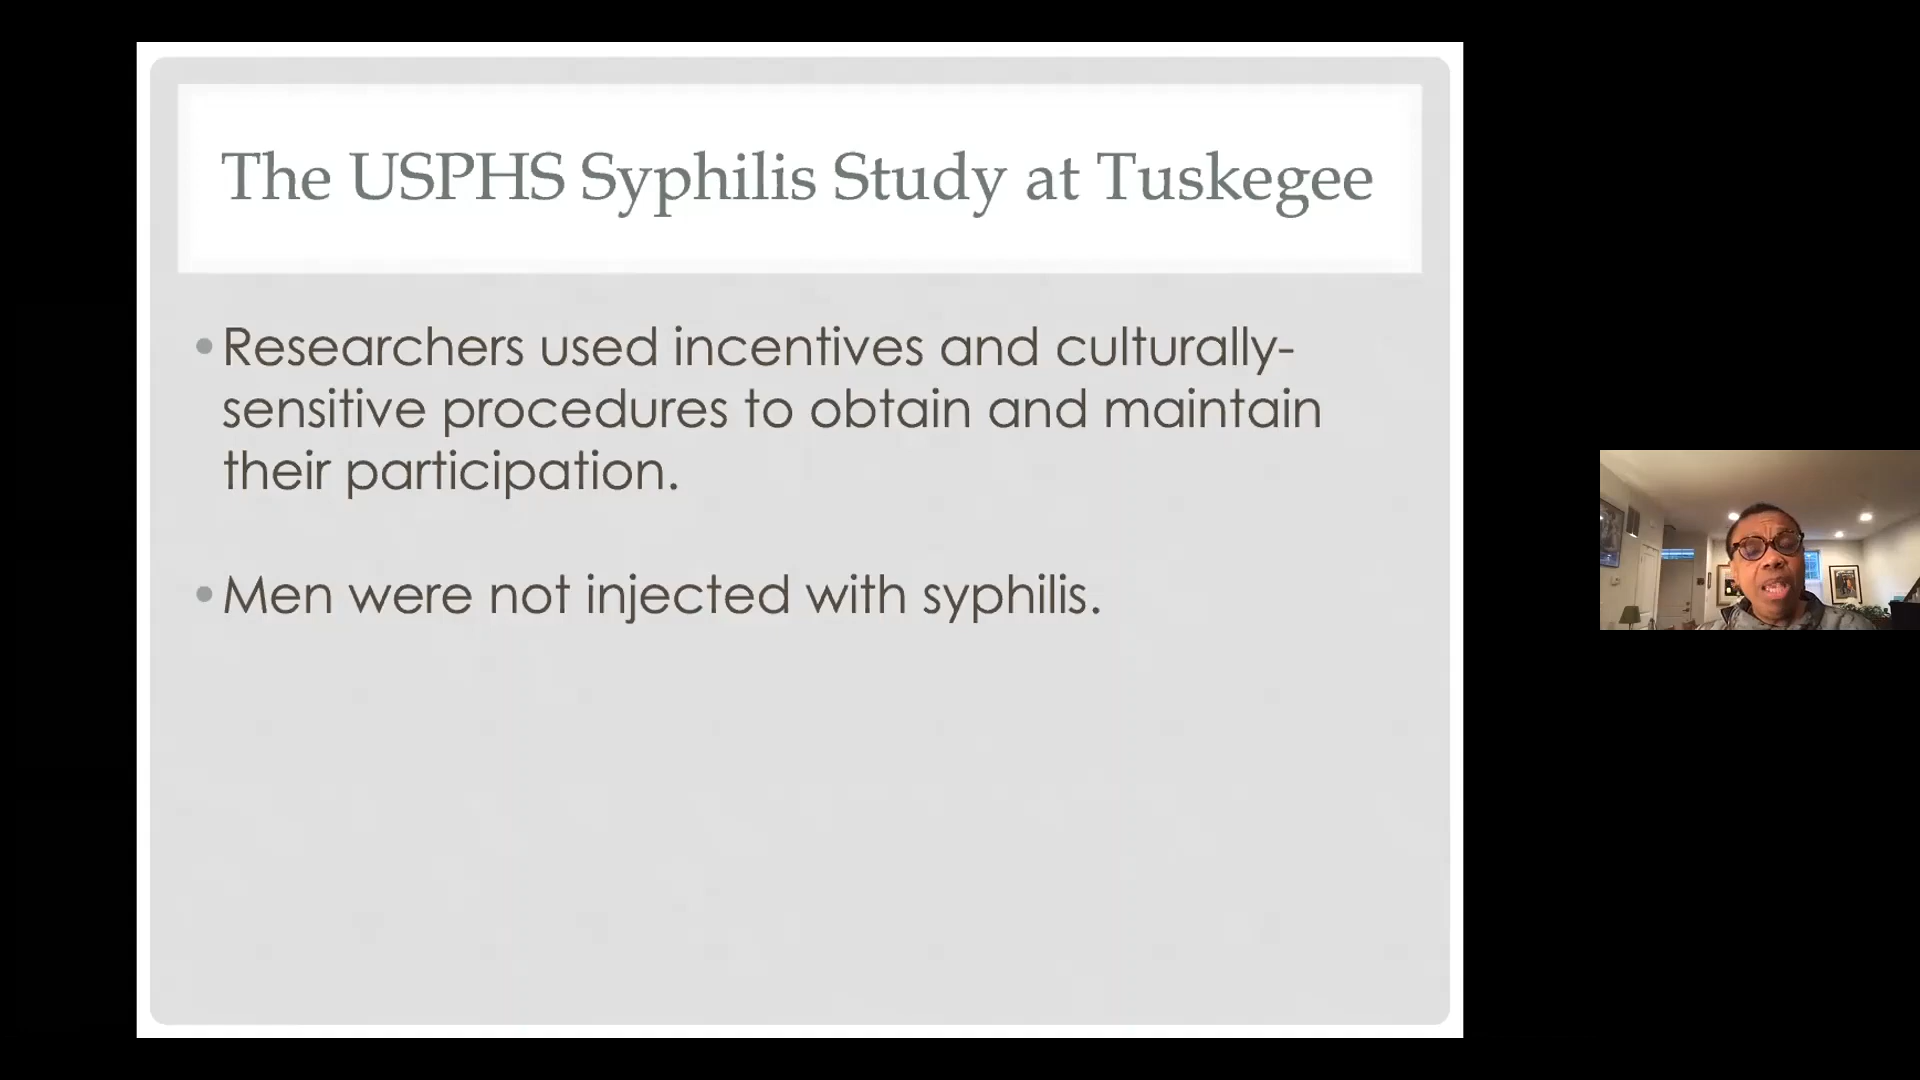 The USPHS Syphilis Study at Tuskegee
• Researchers used incentives and culturally-
sensitive procedures to obtain and maintain
their participation.
• Men were not injected with syphilis.